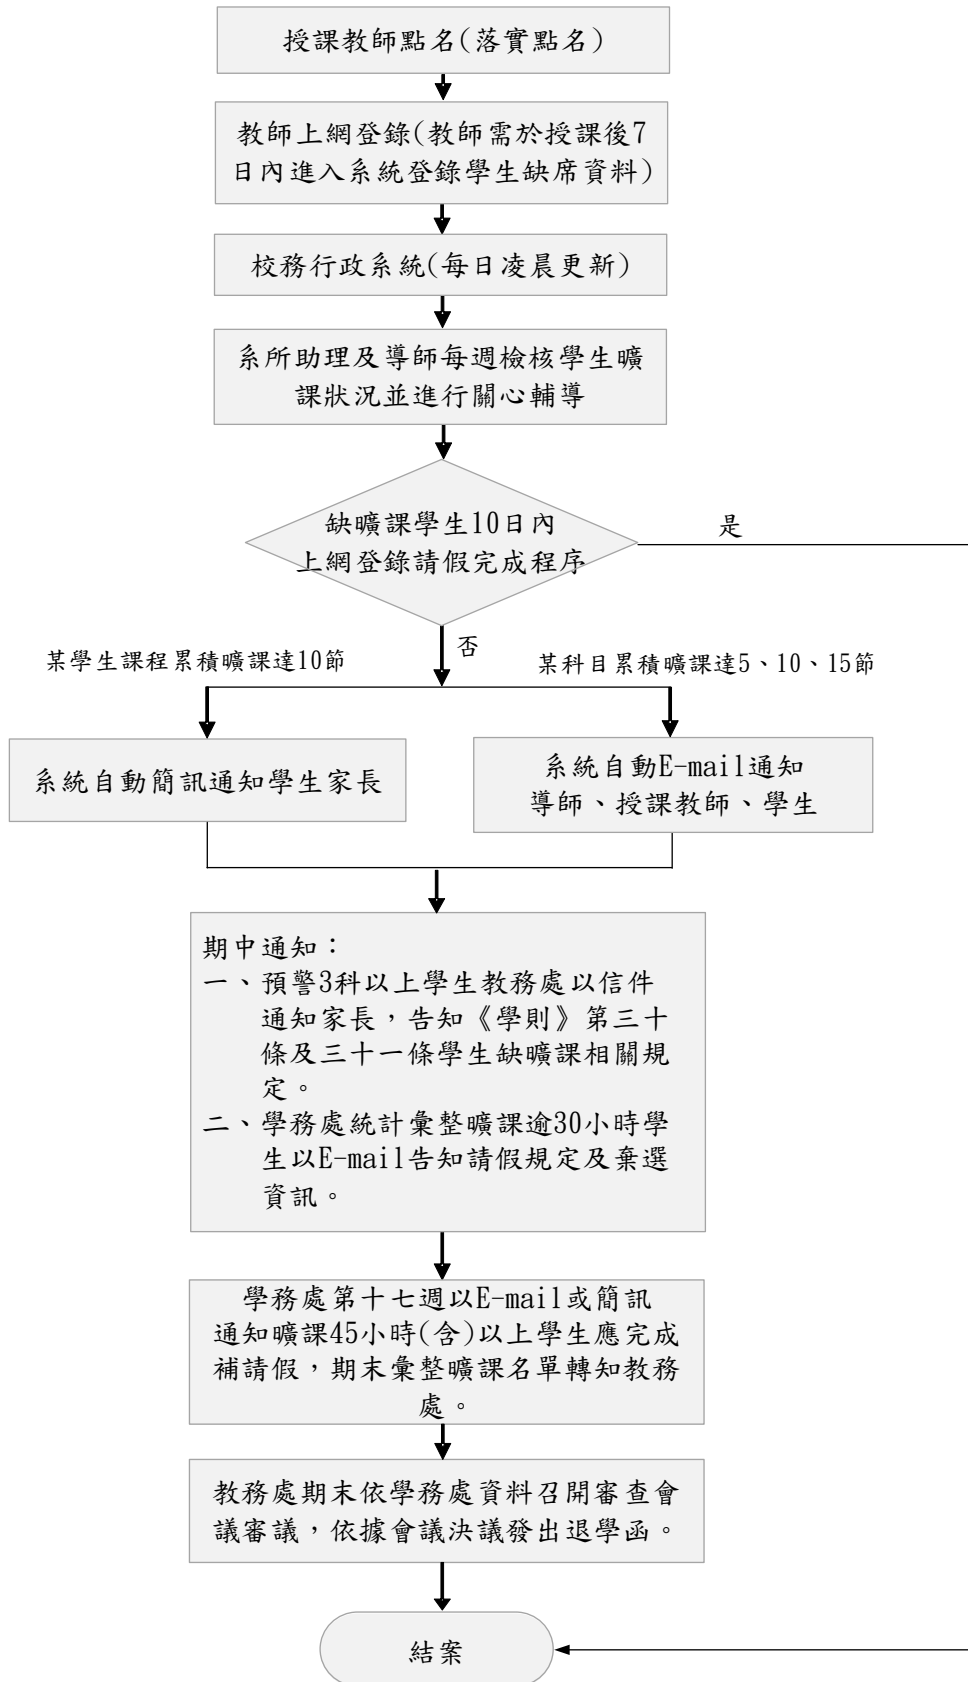 授課教師點名(落實點名)
教師上網登錄(教師需於授課後7
日內進入系統登錄學生缺席資料)
校務行政系統(每日凌晨更新)
系所助理及導師每週檢核學生曠
課狀況並進行關心輔導
缺曠課學生10日內
上網登錄請假完成程序
是
否
某學生課程累積曠課達10節
某科目累積曠課達5、10、15節
系統自動簡訊通知學生家長
系統自動E-mail通知
導師、授課教師、學生
期中通知：
一、預警3科以上學生教務處以信件
通知家長，告知《學則》第三十
條及三十一條學生缺曠課相關規
定。
二、學務處統計彙整曠課逾30小時學
生以E-mail告知請假規定及棄選
資訊。
學務處第十七週以E-mail或簡訊
通知曠課45小時(含)以上學生應完成
補請假，期末彙整曠課名單轉知教務
處。
教務處期末依學務處資料召開審查會
議審議，依據會議決議發出退學函。
結案